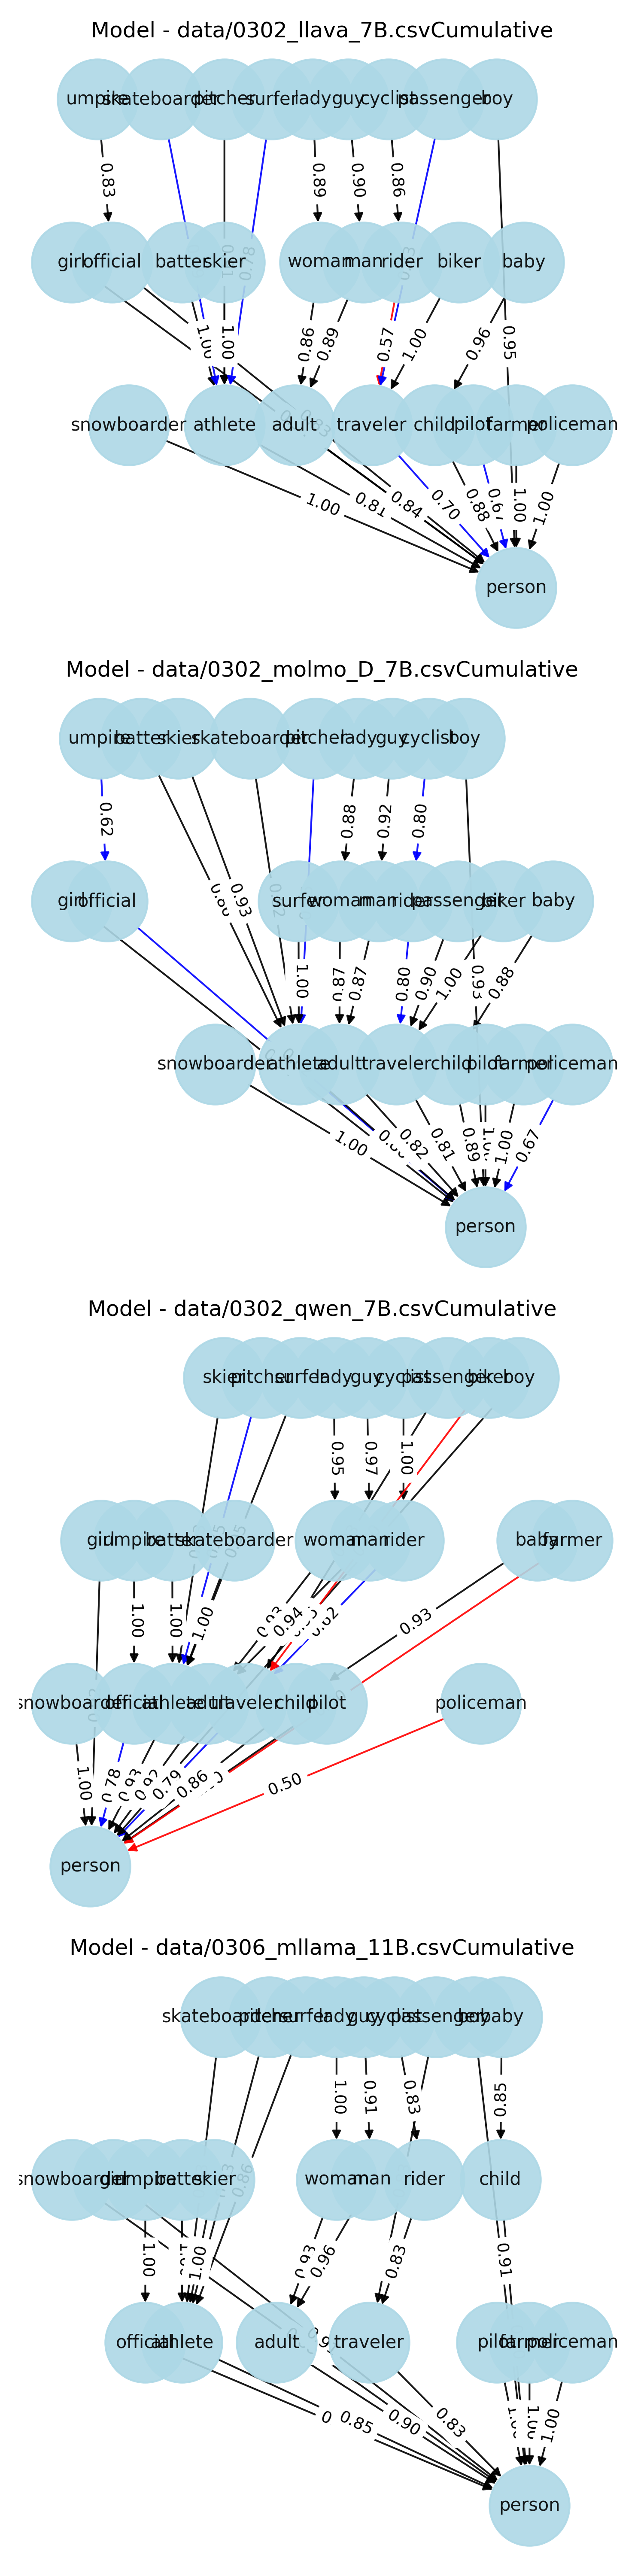 Model - data/0302_llava_7B.csvCumulative
umpire skateboarder pitcher surfer lady guy cyclist passenger boy
0.83 0.89 0.90 0.86
girl official batter skier woman man rider biker baby
1.00 1.00 0.86 0.89 0.57 1.00 0.96 0.95
snowboarder athlete adult traveler child pilot farmer policeman
1.00 0.81 0.84 0.70 0.88 1.00 1.00
person
Model - data/0302_molmo_D_7B.csvCumulative
umpire batter skier skateboarder pitcher lady guy cyclist boy
0.62 0.88 0.92 0.80
girl official surfer woman man rider passenger biker baby
0.93 1.00 0.87 0.87 0.80 0.90 1.00 0.93 0.88
snowboarder athlete adult traveler child pilot farmer policeman
1.00 0.82 0.81 0.89 1.00 0.67
person
Model - data/0302_qwen_7B.csvCumulative
skier pitcher surfer lady guy cyclist passenger biker boy
0.95 0.97 1.00
girl umpire batter skateboarder woman man rider baby farmer
1.00 1.00 1.00 0.94 0.62 0.93
snowboarder official athlete adult traveler child pilot policeman
1.00 0.78 0.93 0.92 0.79 0.86 0.50
person
Model - data/0306_mllama_11B.csvCumulative
skateboarder pitcher surfer lady guy cyclist passenger boy baby
1.00 0.91 0.83 0.85
snowboarder girl umpire batter skier woman man rider child
1.00 1.00 0.93 0.96 0.83 0.91
official athlete adult traveler pilot farmer policeman
0.85 0.90 0.83 1.00 1.00
person